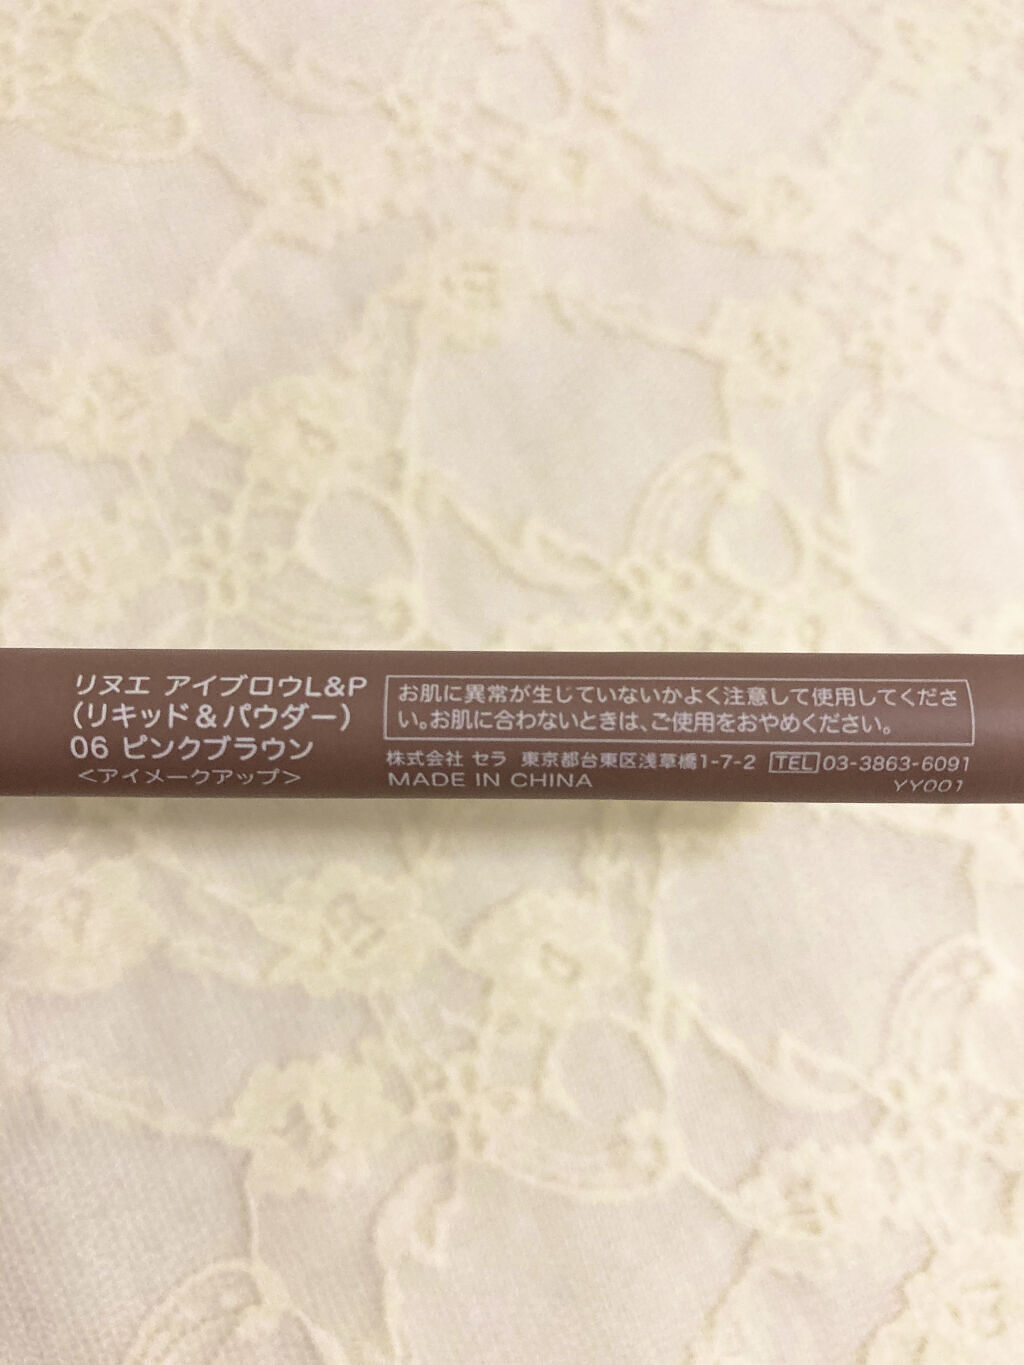 リヌエ アイブロウL&P
(リキッド&パウダー)
06 ピンクブラウン
<アイメークアップ>
お肌に異常が生じていないかよく注意して使用してくださ
い。お肌に合わないときは、ご使用をおやめください。
株式会社 セラ 東京都台東区浅草橋1-7-2 TEL 03-3863-6091
MADE IN CHINA
YY001